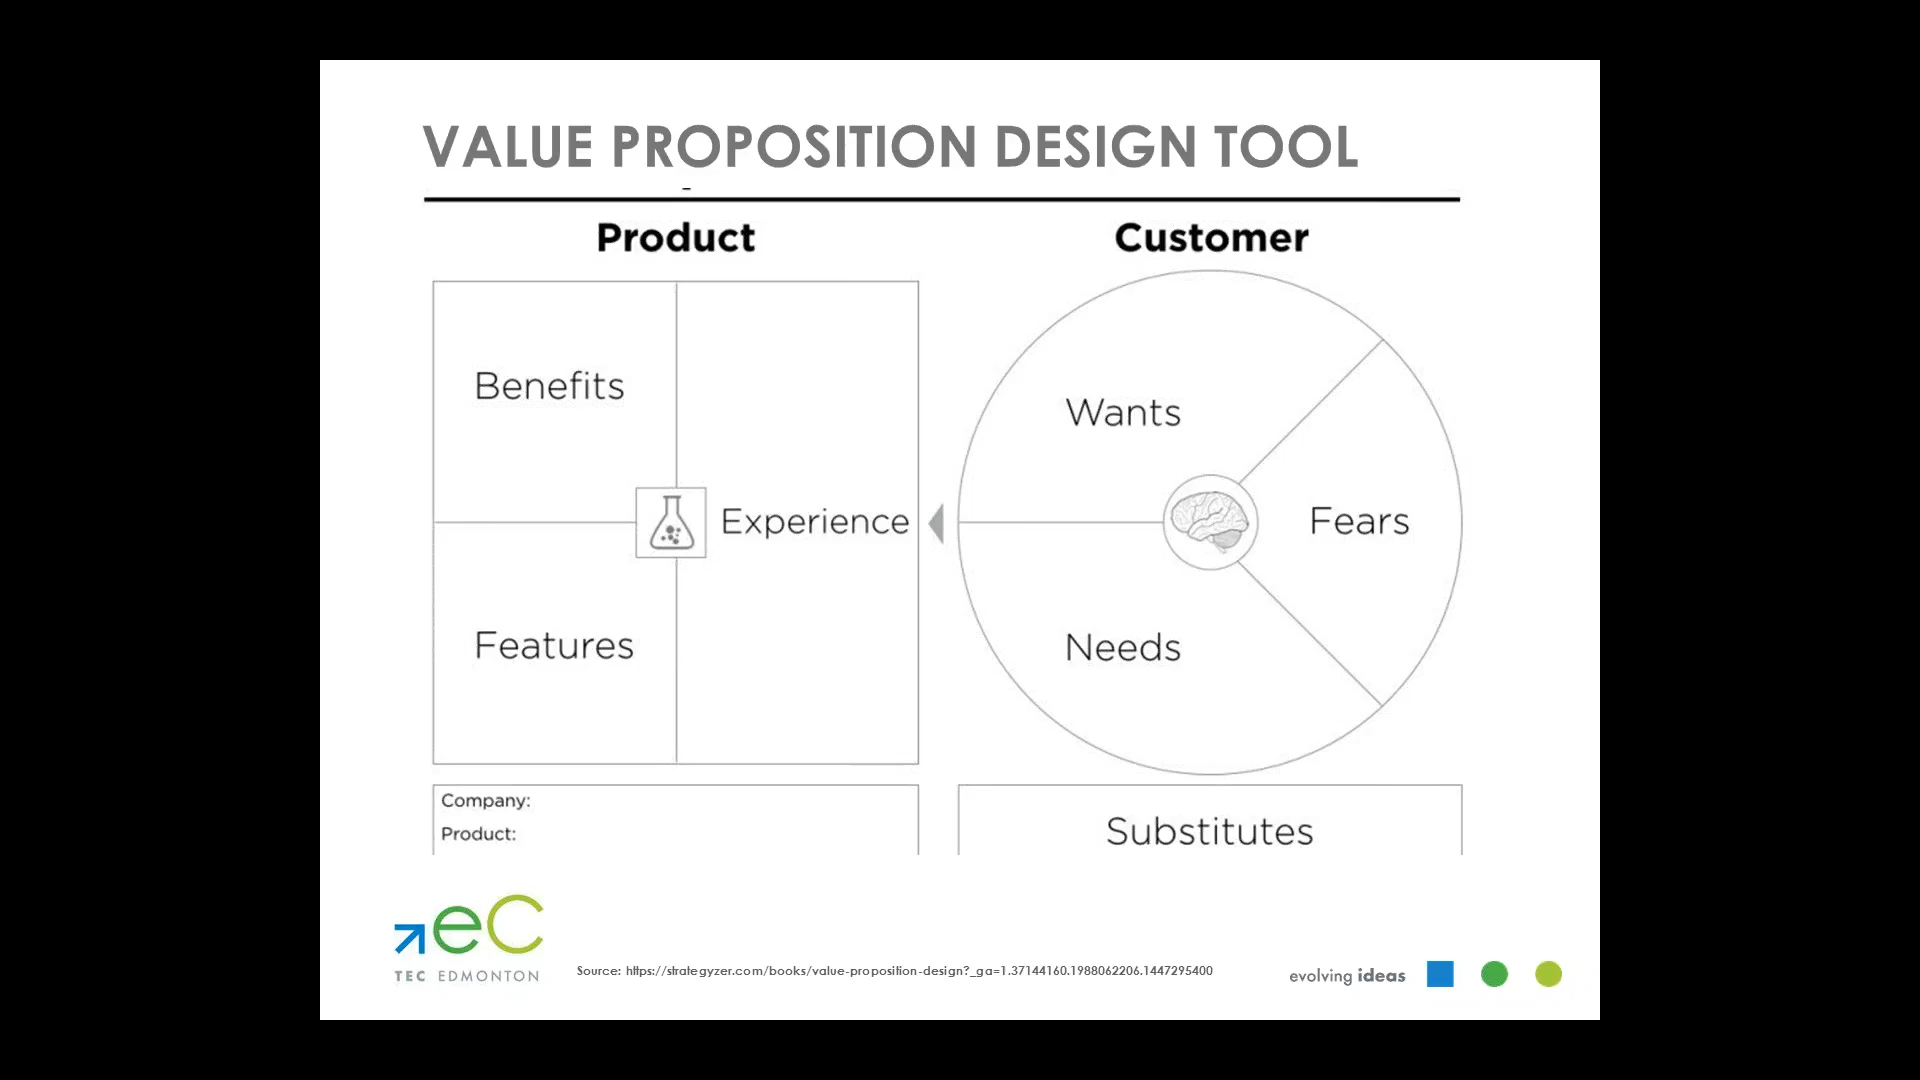 VALUE PROPOSITION DESIGN TOOL
Product
Customer
Benefits
Wants
Experience
Fears
Features
Needs
Company:
Product:
Substitutes
eC
TEC EDMONTON
Source: https://strategyzer.com/books/value-proposition-design?_ga=1.37144160.1988062206.1447295400
evolving ideas